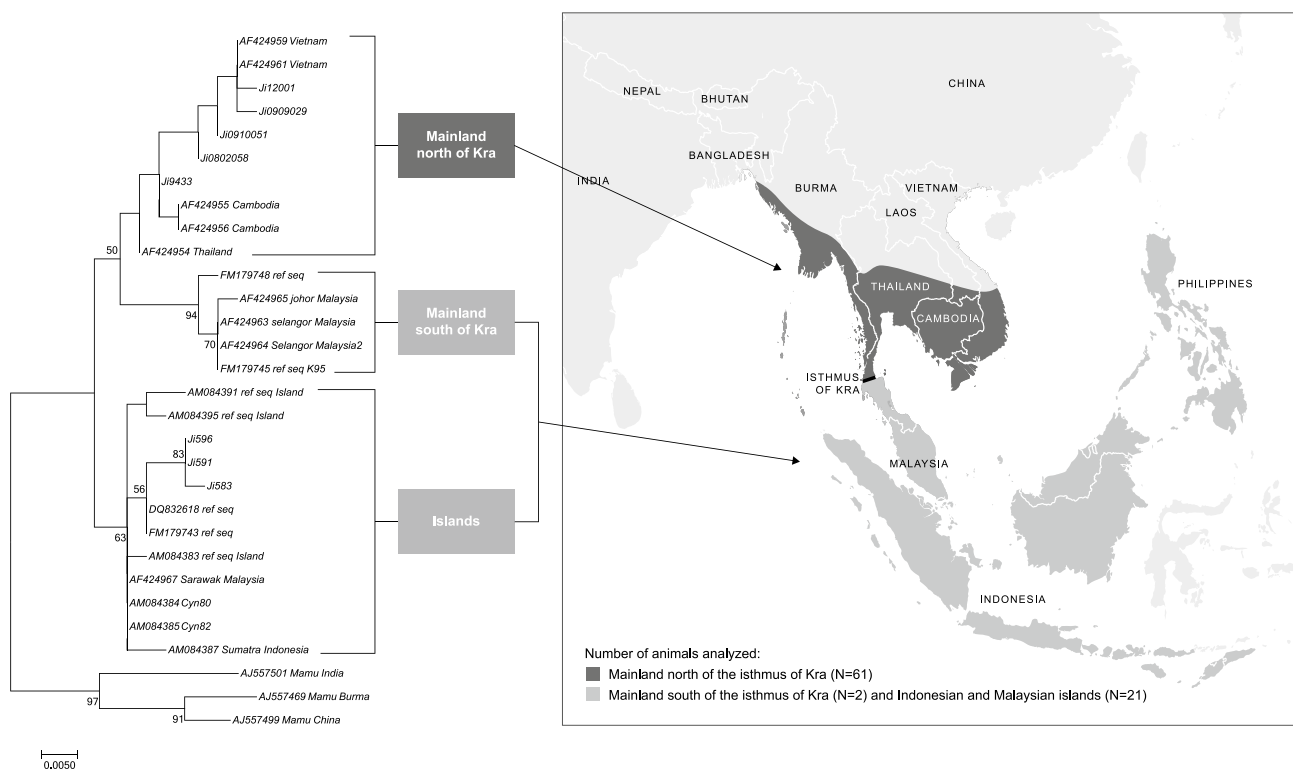 AF424959 Vietnam
AF424961 Vietnam
Ji12001
Ji0909029
Ji0910051
Ji0802058
Ji9433
AF424955 Cambodia
AF424956 Cambodia
AF424954 Thailand
50
FM179748 ref seq
AF424965 johor Malaysia
94
AF424963 selangor Malaysia
70
AF424964 Selangor Malaysia2
FM179745 ref seq K95
AM084391 ref seq Island
AM084395 ref seq Island
Ji596
83
Ji591
Ji583
56
DQ832618 ref seq
FM179743 ref seq
63
AM084383 ref seq Island
AF424967 Sarawak Malaysia
AM084384 Cyn80
AM084385 Cyn82
AM084387 Sumatra Indonesia
AJ557501 Mamu India
97
AJ557469 Mamu Burma
91
AJ557499 Mamu China
0.0050
Mainland
north of Kra
Mainland
south of Kra
Islands
CHINA
NEPAL
BHUTAN
BANGLADESH
INDIA
BURMA
VIETNAM
LAOS
THAILAND
CAMBODIA
PHILIPPINES
ISTHMUS
OF KRA
MALAYSIA
INDONESIA
Number of animals analyzed:
Mainland north of the isthmus of Kra (N=61)
Mainland south of the isthmus of Kra (N=2) and Indonesian and Malaysian islands (N=21)